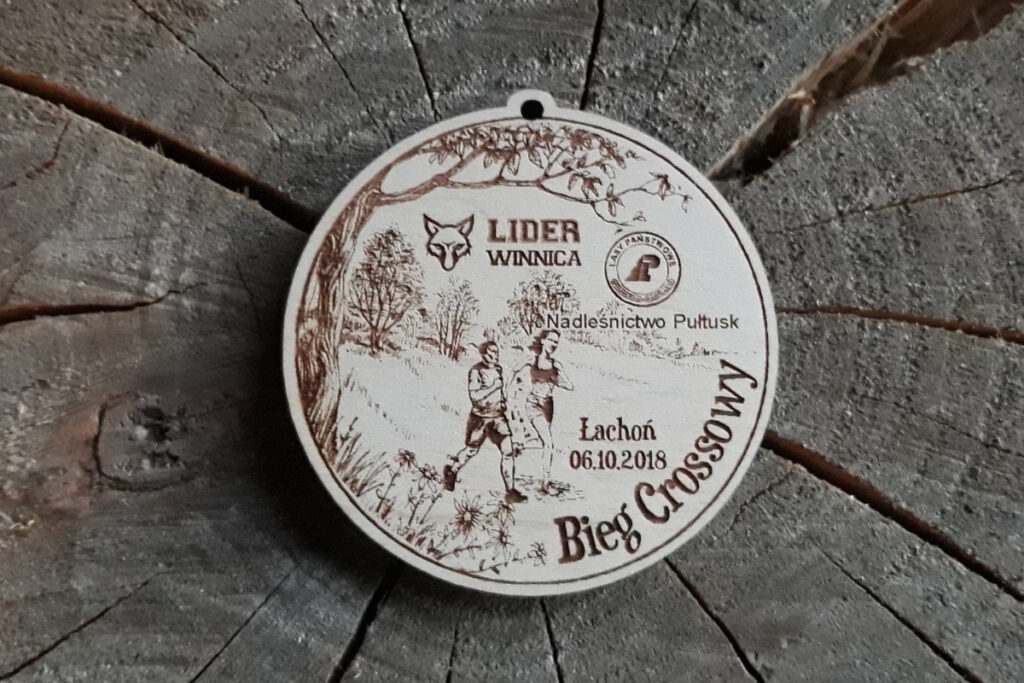 LIDER
WINNICA
LASY PAŃSTWOWE
Nadleśnictwo Pułtusk
Łachoń
06.10.2018
Bieg Crossowy